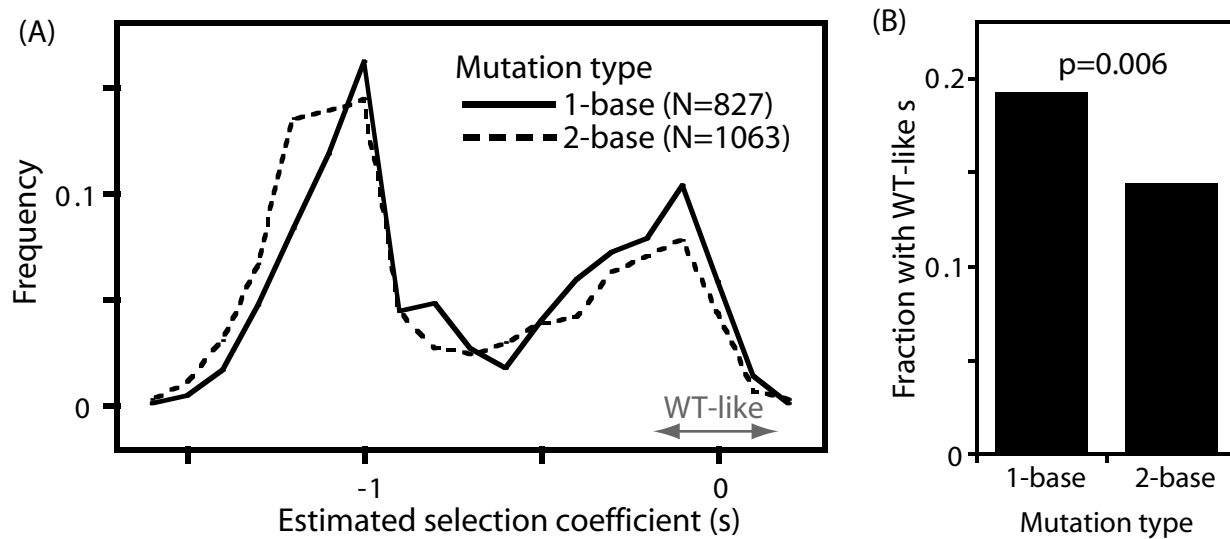 (A)
Mutation type
1-base (N=827)
2-base (N=1063)
Frequency
0.1
0
WT-like
-1
0
Estimated selection coefficient (s)
(B)
p=0.006
Fraction with WT-like s
0.2
0.1
0
1-base
2-base
Mutation type